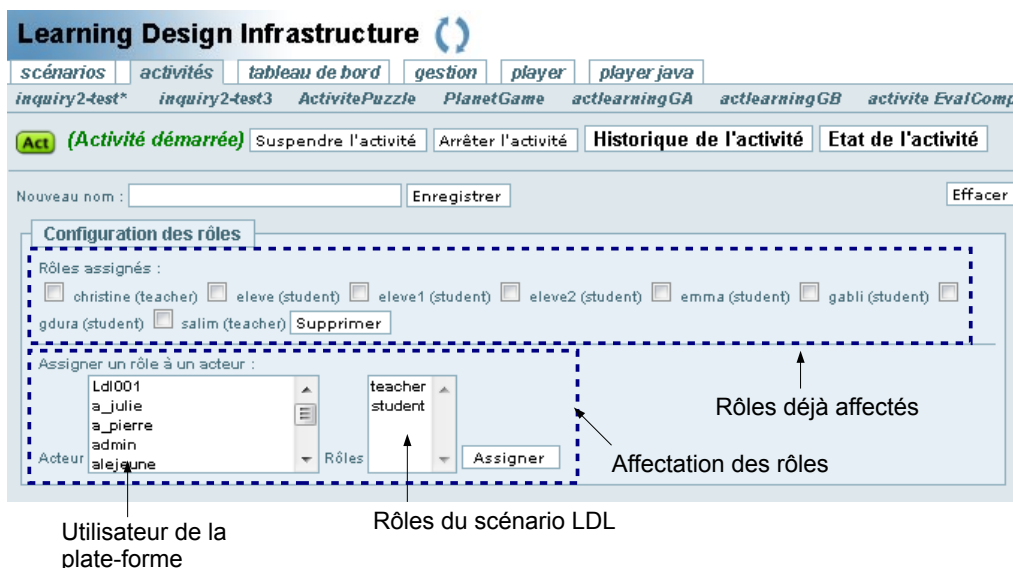 Learning Design Infrastructure
scénarios activités tableau de bord gestion player player java
inquiry2-test* inquiry2-test3 ActivitePuzzle PlanetGame actlearningGA actlearningGB activite EvalComp
Act (Activité démarrée) Suspendre l'activité Arrêter l'activité Historique de l'activité Etat de l'activité
Nouveau nom : Enregistrer Effacer
Configuration des rôles
Rôles assignés :
christine (teacher) eleve (student) eleve1 (student) eleve2 (student) emma (student) gabli (student)
gdura (student) salim (teacher) Supprimer
Assigner un rôle à un acteur :
Ldl001 teacher
a_julie student
a_pierre
admin
Acteur alejeune Rôles Assigner
Rôles déjà affectés
Affectation des rôles
Rôles du scénario LDL
Utilisateur de la
plate-forme